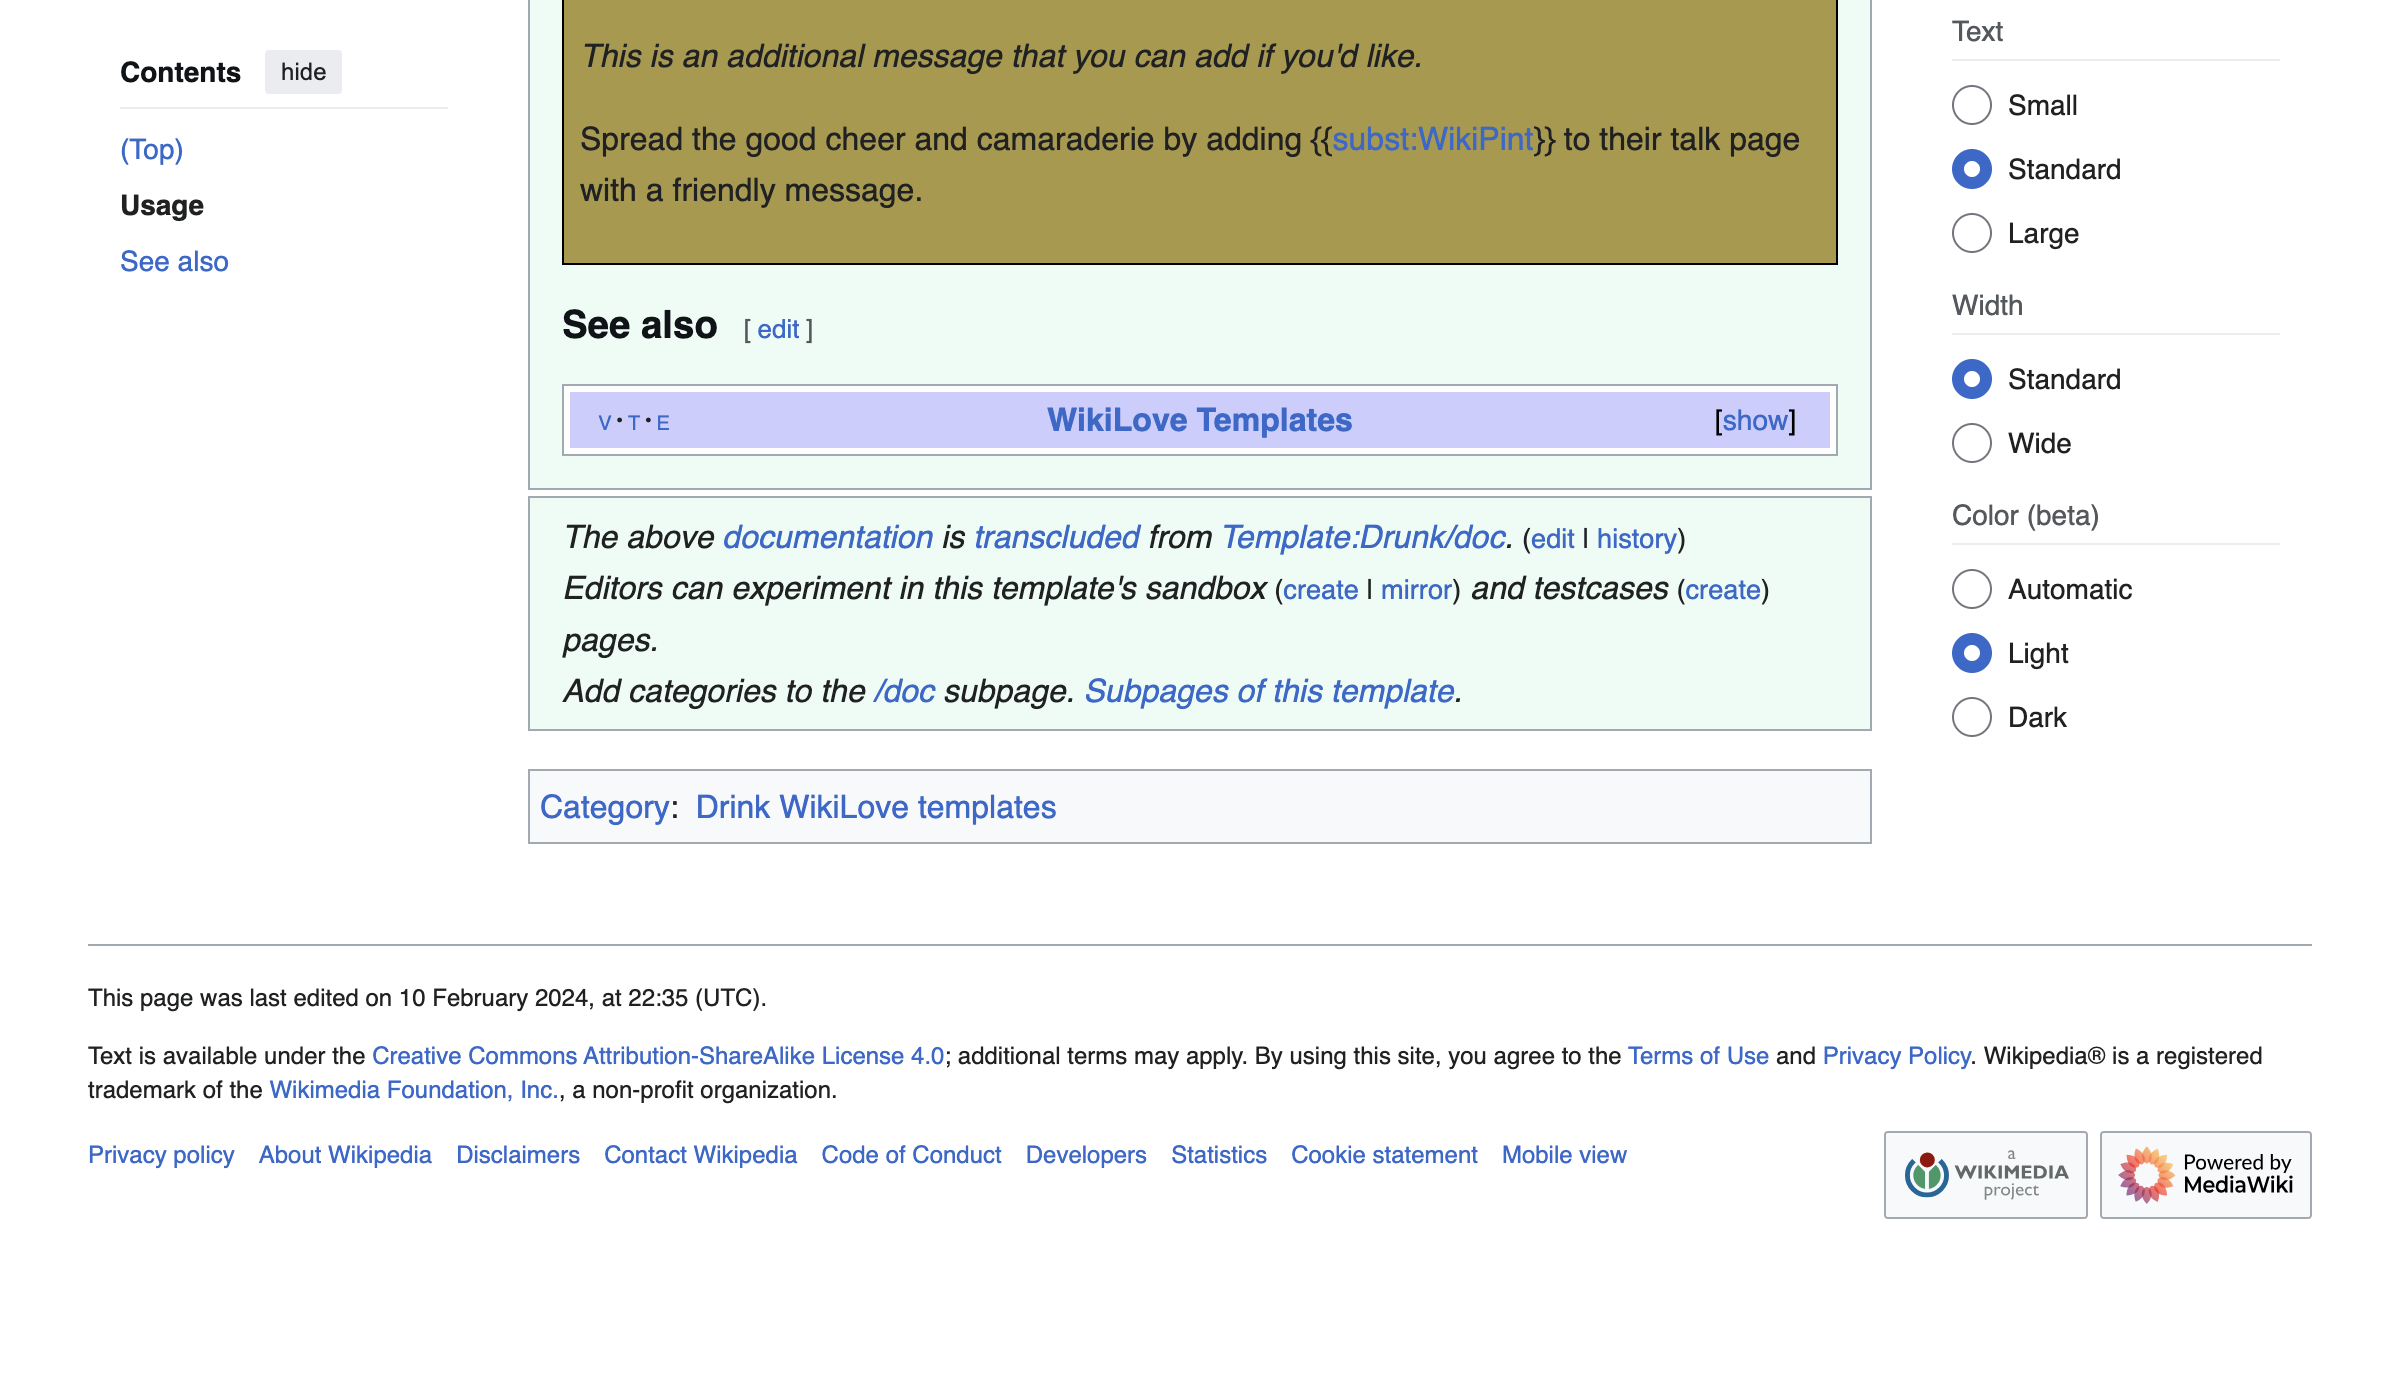 Contents hide
(Top)
Usage
See also
This is an additional message that you can add if you'd like.
Spread the good cheer and camaraderie by adding {{subst:WikiPint}} to their talk page
with a friendly message.
See also [ edit ]
V · T · E WikiLove Templates [show]
The above documentation is transcluded from Template:Drunk/doc. (edit | history)
Editors can experiment in this template's sandbox (create | mirror) and testcases (create)
pages.
Add categories to the /doc subpage. Subpages of this template.
Category: Drink WikiLove templates
Text
Small
Standard
Large
Width
Standard
Wide
Color (beta)
Automatic
Light
Dark
This page was last edited on 10 February 2024, at 22:35 (UTC).
Text is available under the Creative Commons Attribution-ShareAlike License 4.0; additional terms may apply. By using this site, you agree to the Terms of Use and Privacy Policy. Wikipedia® is a registered
trademark of the Wikimedia Foundation, Inc., a non-profit organization.
Privacy policy About Wikipedia Disclaimers Contact Wikipedia Code of Conduct Developers Statistics Cookie statement Mobile view
a
WIKIMEDIA
project
Powered by
MediaWiki